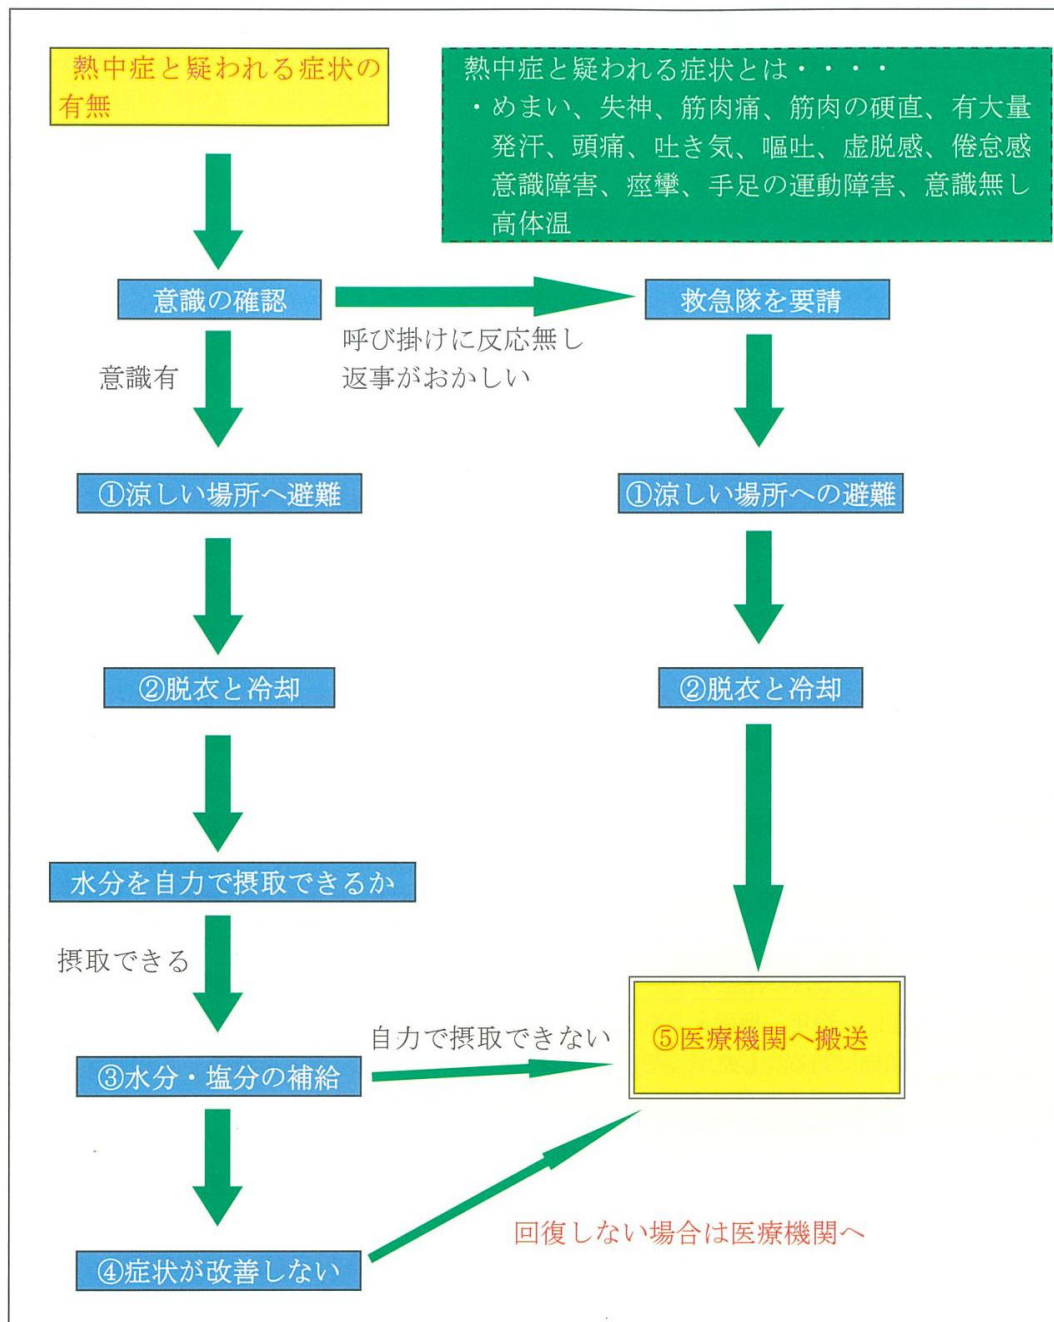 熱中症と疑われる症状の
有無
熱中症と疑われる症状とは・・・・
・めまい、失神、筋肉痛、筋肉の硬直、有大量
発汗、頭痛、吐き気、嘔吐、虚脱感、倦怠感
意識障害、痙攣、手足の運動障害、意識無し
高体温
意識の確認
救急隊を要請
呼び掛けに反応無し
返事がおかしい
意識有
①涼しい場所へ避難
①涼しい場所への避難
②脱衣と冷却
②脱衣と冷却
水分を自力で摂取できるか
摂取できる
自力で摂取できない
⑤医療機関へ搬送
③水分・塩分の補給
回復しない場合は医療機関へ
④症状が改善しない